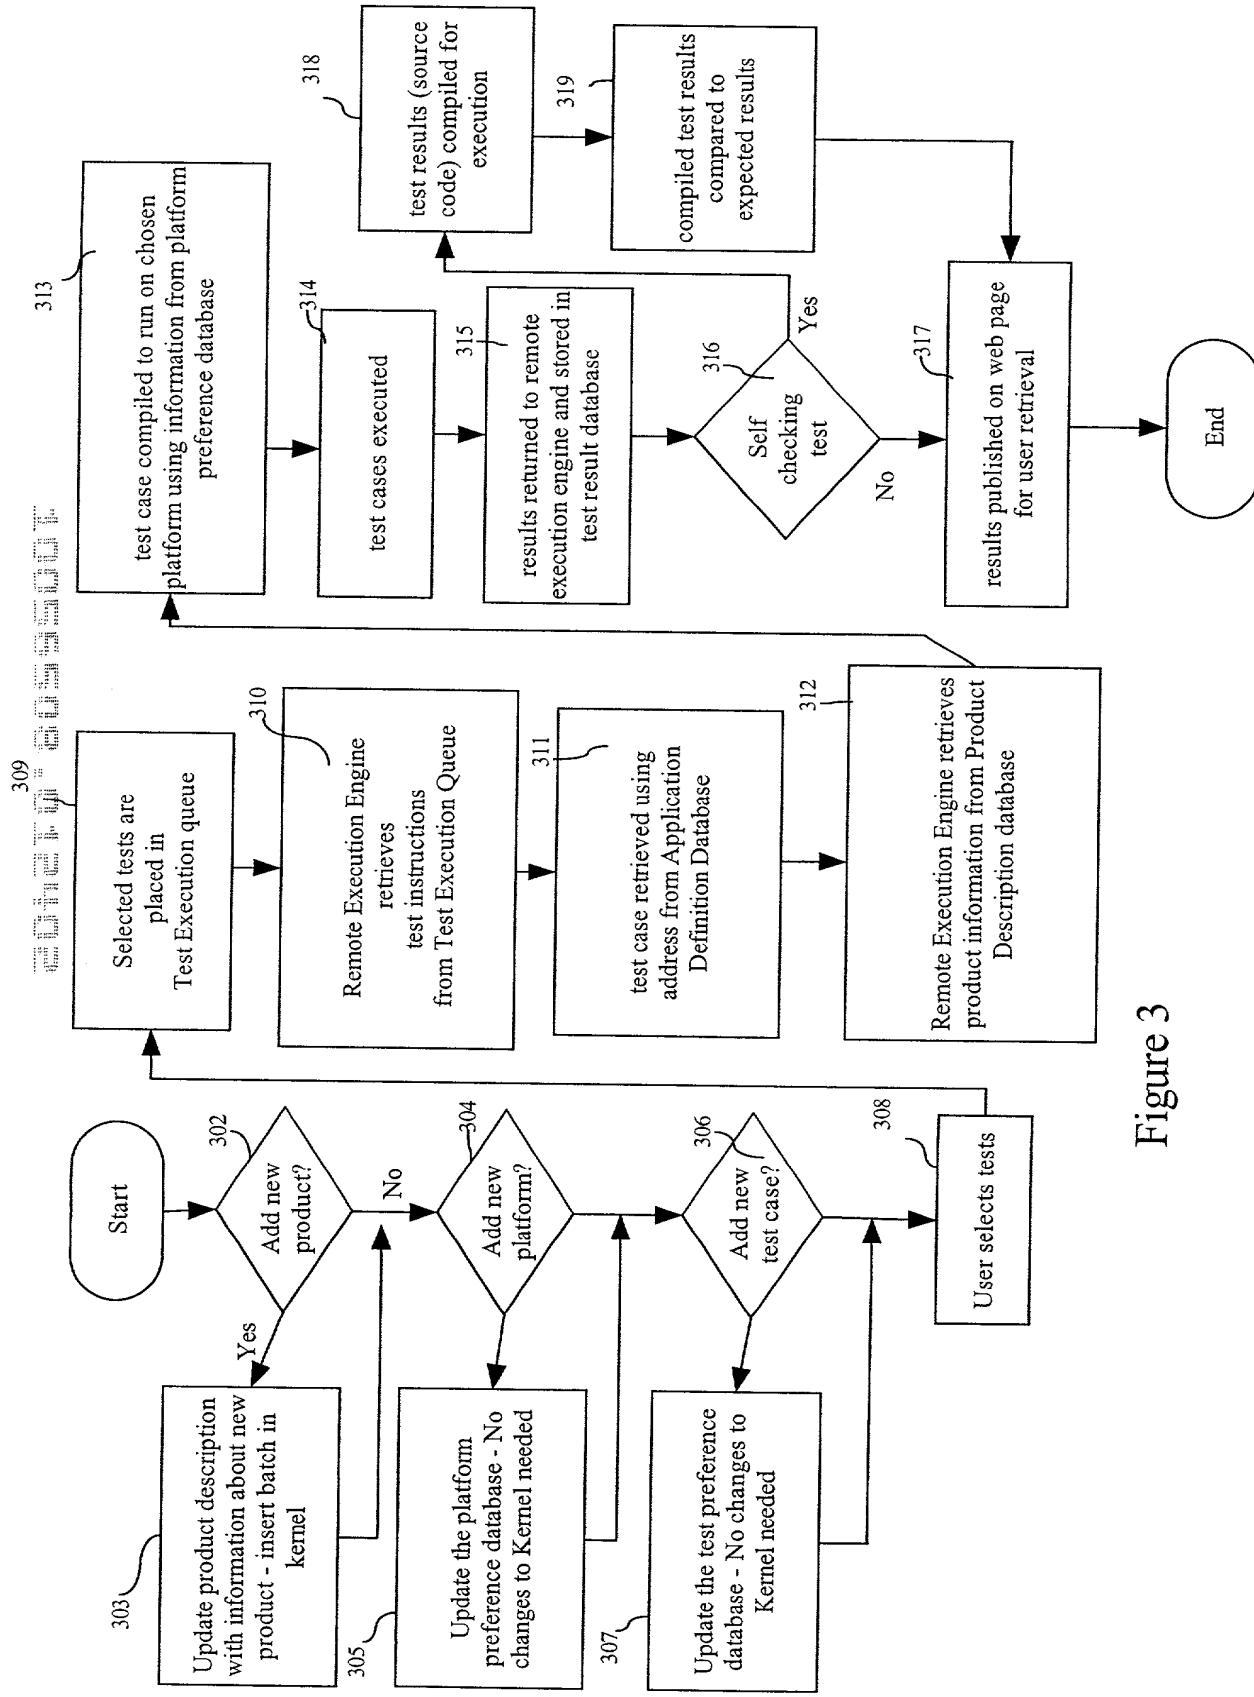 Start
302
Add new
product?
Yes
No
303
Update product description
with information about new
product - insert batch in
kernel
304
Add new
platform?
305
Update the platform
preference database - No
changes to Kernel needed
306
Add new
test case?
307
Update the test preference
database - No changes to
Kernel needed
308
User selects tests
309
Selected tests are
placed in
Test Execution queue
310
Remote Execution Engine
retrieves
test instructions
from Test Execution Queue
311
test case retrieved using
address from Application
Definition Database
312
Remote Execution Engine retrieves
product information from Product
Description database
313
test case compiled to run on chosen
platform using information from platform
preference database
314
test cases executed
315
results returned to remote
execution engine and stored in
test result database
316
Self
checking
test
Yes
No
318
test results (source
code) compiled for
execution
319
compiled test results
compared to
expected results
317
results published on web page
for user retrieval
End
Figure 3